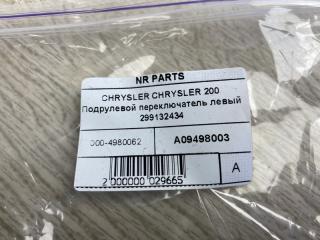 NR PARTS
CHRYSLER CHRYSLER 200
Подрулевой переключатель левый
299132434
000-4980062 A09498003
A
2 000000 029665